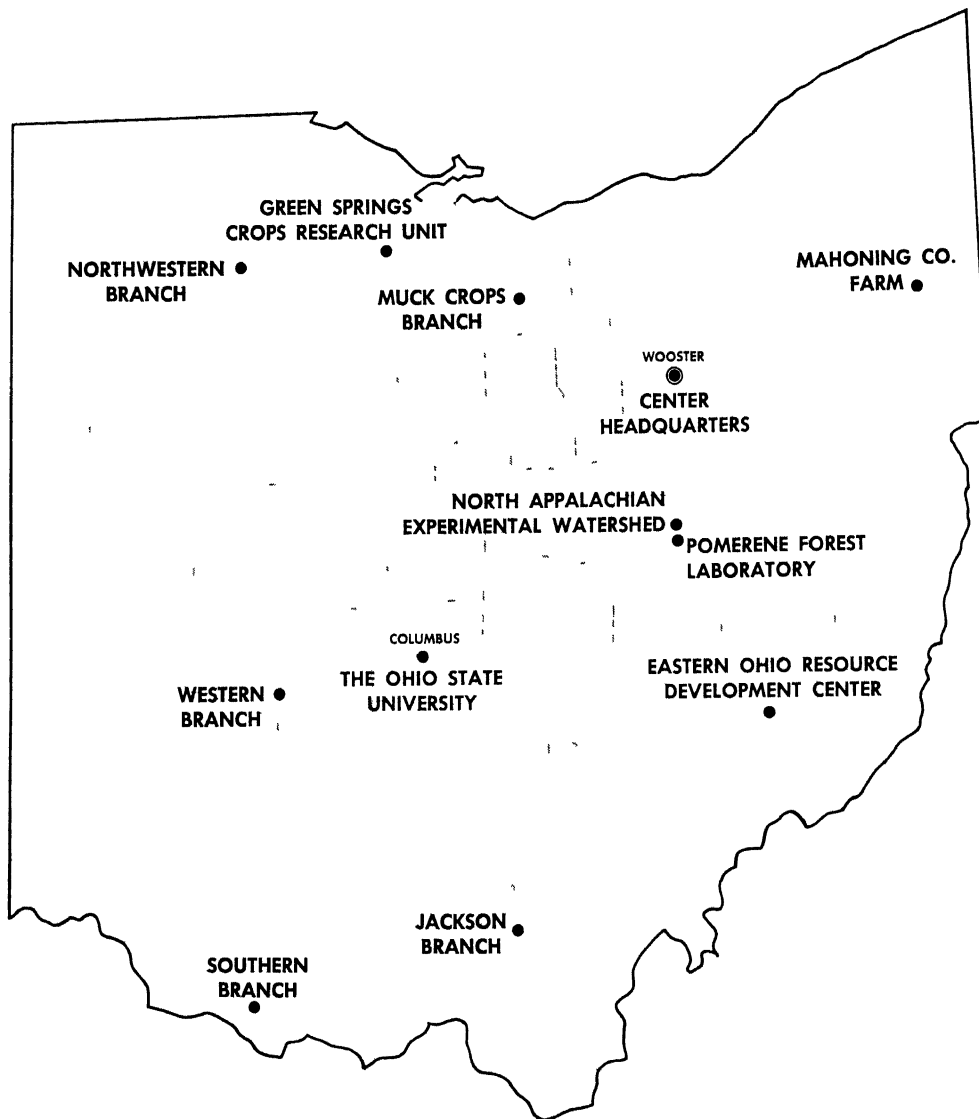 GREEN SPRINGS
CROPS RESEARCH UNIT
NORTHWESTERN
BRANCH
MUCK CROPS
BRANCH
MAHONING CO.
FARM
WOOSTER
CENTER
HEADQUARTERS
NORTH APPALACHIAN
EXPERIMENTAL WATERSHED
POMERENE FOREST
LABORATORY
COLUMBUS
THE OHIO STATE
UNIVERSITY
EASTERN OHIO RESOURCE
DEVELOPMENT CENTER
WESTERN
BRANCH
JACKSON
BRANCH
SOUTHERN
BRANCH